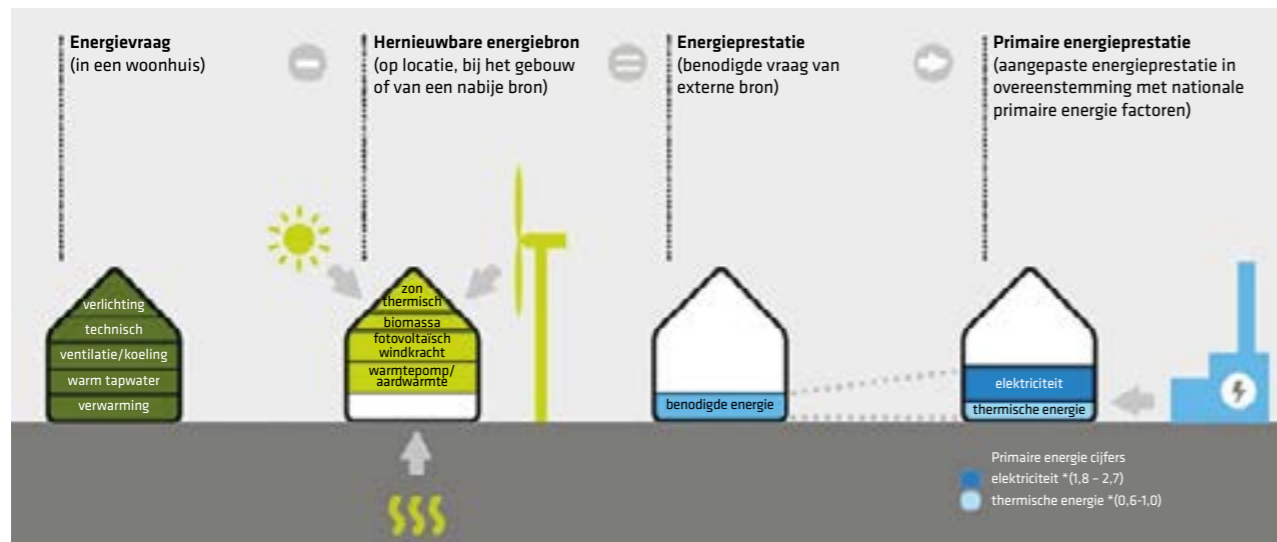 Energievraag
(in een woonhuis)
Hernieuwbare energiebron
(op locatie, bij het gebouw
of van een nabije bron)
Energieprestatie
(benodigde vraag van
externe bron)
Primaire energieprestatie
(aangepaste energieprestatie in
overeenstemming met nationale
primaire energie factoren)
verlichting
technisch
ventilatie/koeling
warm tapwater
verwarming
zon
thermisch
biomassa
fotovoltaïsch
windkracht
warmtepomp/
aardwarmte
benodigde energie
elektriciteit
thermische energie
Primaire energie cijfers
elektriciteit *(1,8 – 2,7)
thermische energie *(0,6-1,0)